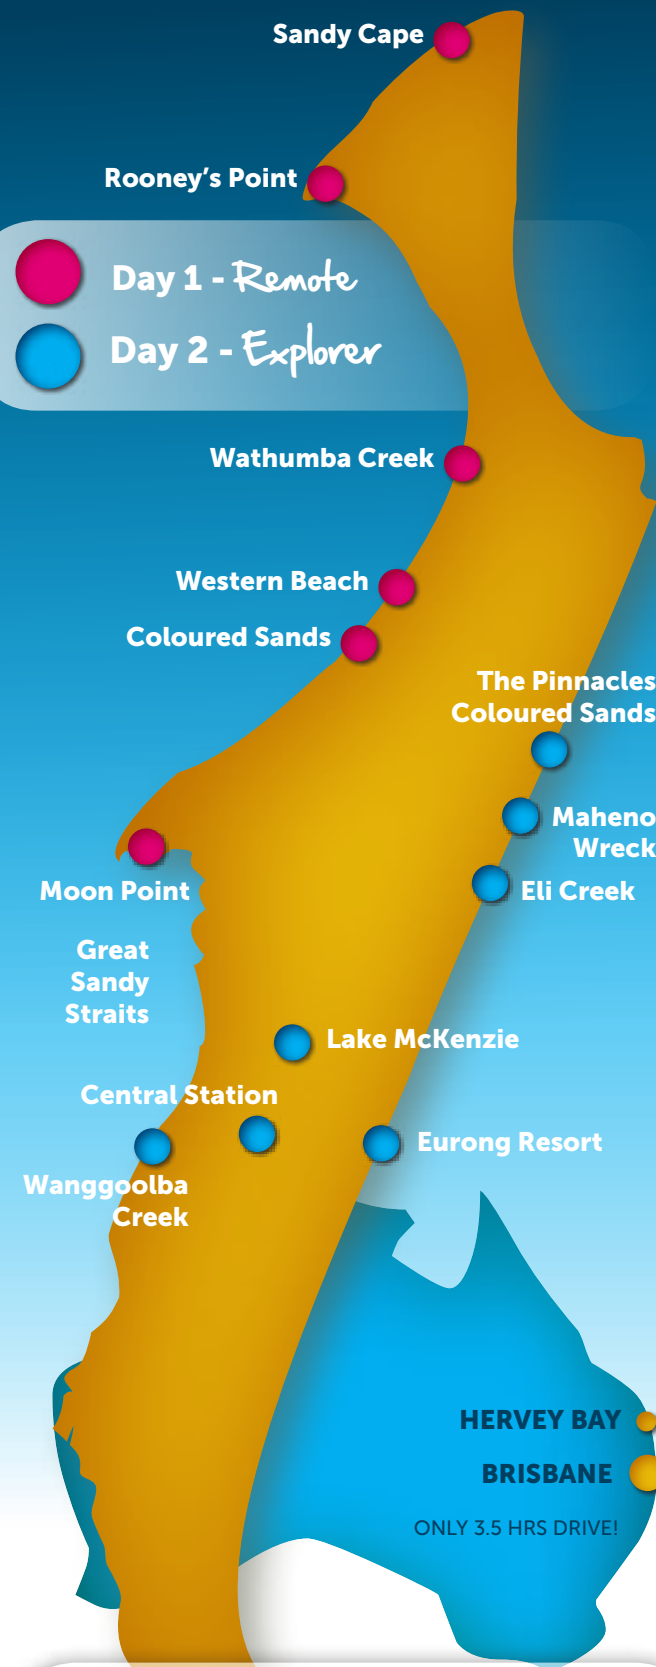 Sandy Cape
Rooney's Point
Day 1 - Remote
Day 2 - Explorer
Wathumba Creek
Western Beach
Coloured Sands
The Pinnacles
Coloured Sands
Maheno
Wreck
Eli Creek
Moon Point
Great
Sandy
Straits
Lake McKenzie
Central Station
Eurong Resort
Wanggoolba
Creek
HERVEY BAY
BRISBANE
ONLY 3.5 HRS DRIVE!